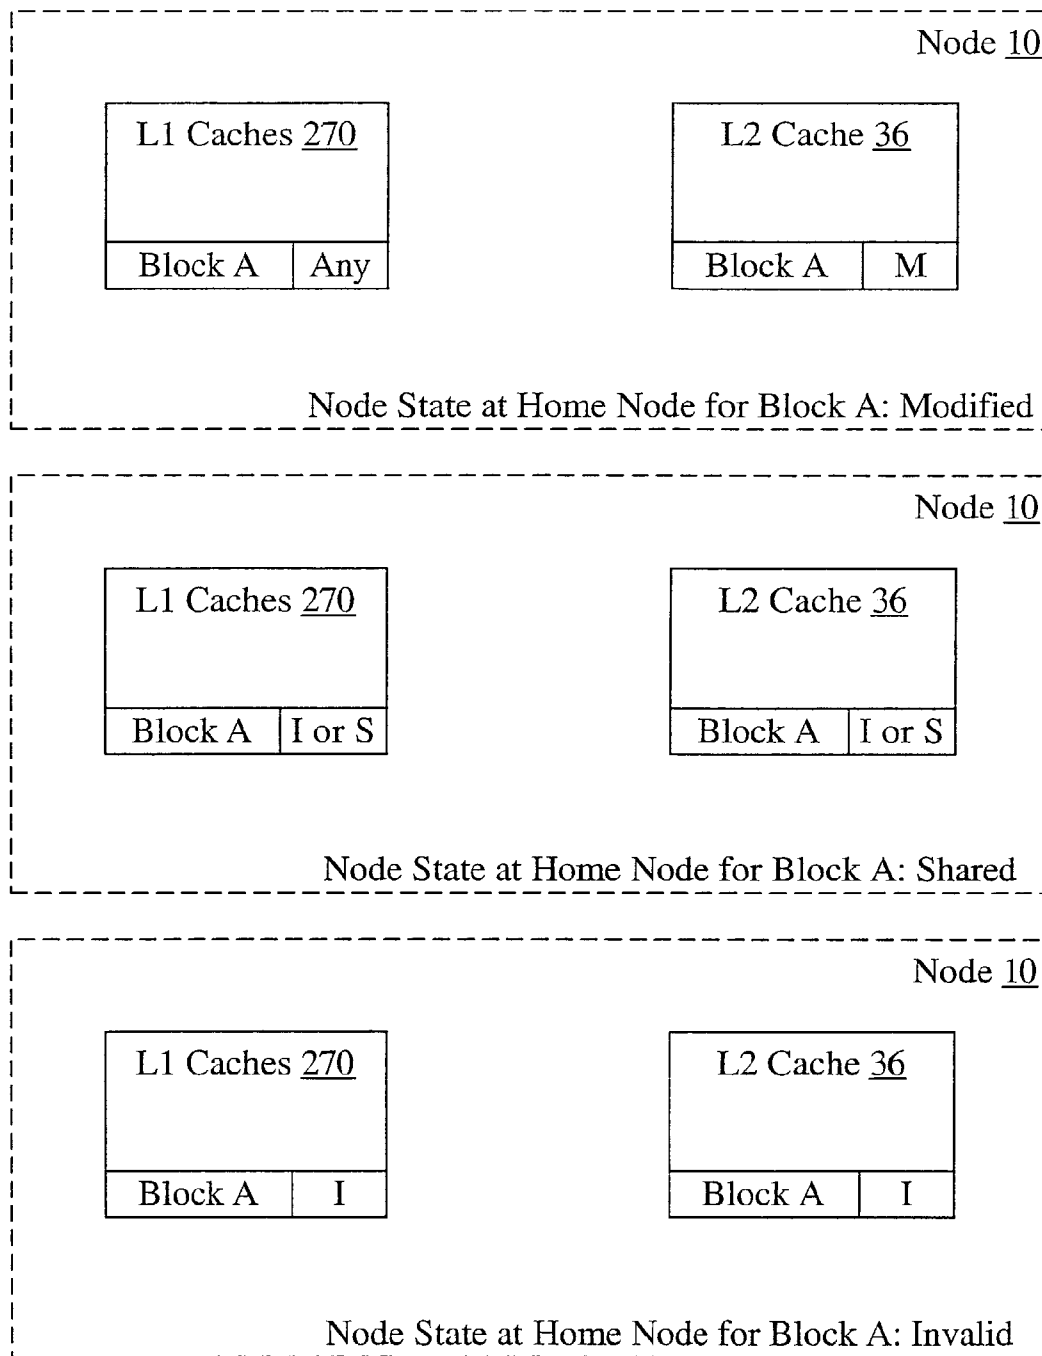 Node 10
L1 Caches 270
L2 Cache 36
Block A Any
Block A M
Node State at Home Node for Block A: Modified
Node 10
L1 Caches 270
L2 Cache 36
Block A I or S
Block A I or S
Node State at Home Node for Block A: Shared
Node 10
L1 Caches 270
L2 Cache 36
Block A I
Block A I
Node State at Home Node for Block A: Invalid